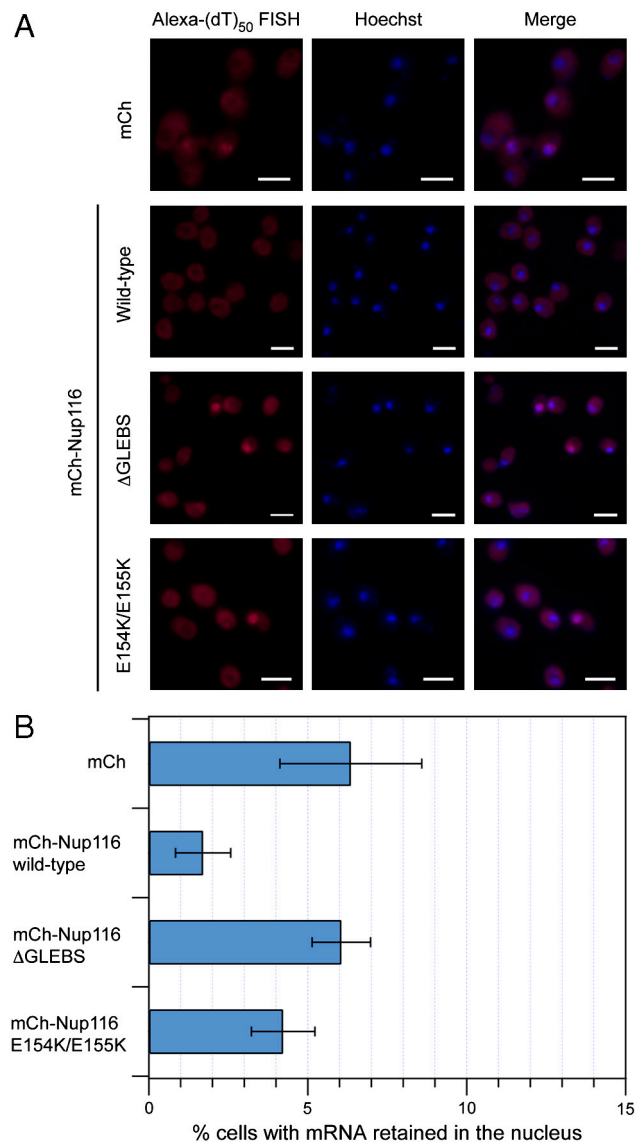 A
Alexa-(dT)50 FISH
Hoechst
Merge
mCh
mCh-Nup116
Wild-type
ΔGLEBS
E154K/E155K
B
mCh
mCh-Nup116
wild-type
mCh-Nup116
ΔGLEBS
mCh-Nup116
E154K/E155K
0
5
10
15
% cells with mRNA retained in the nucleus